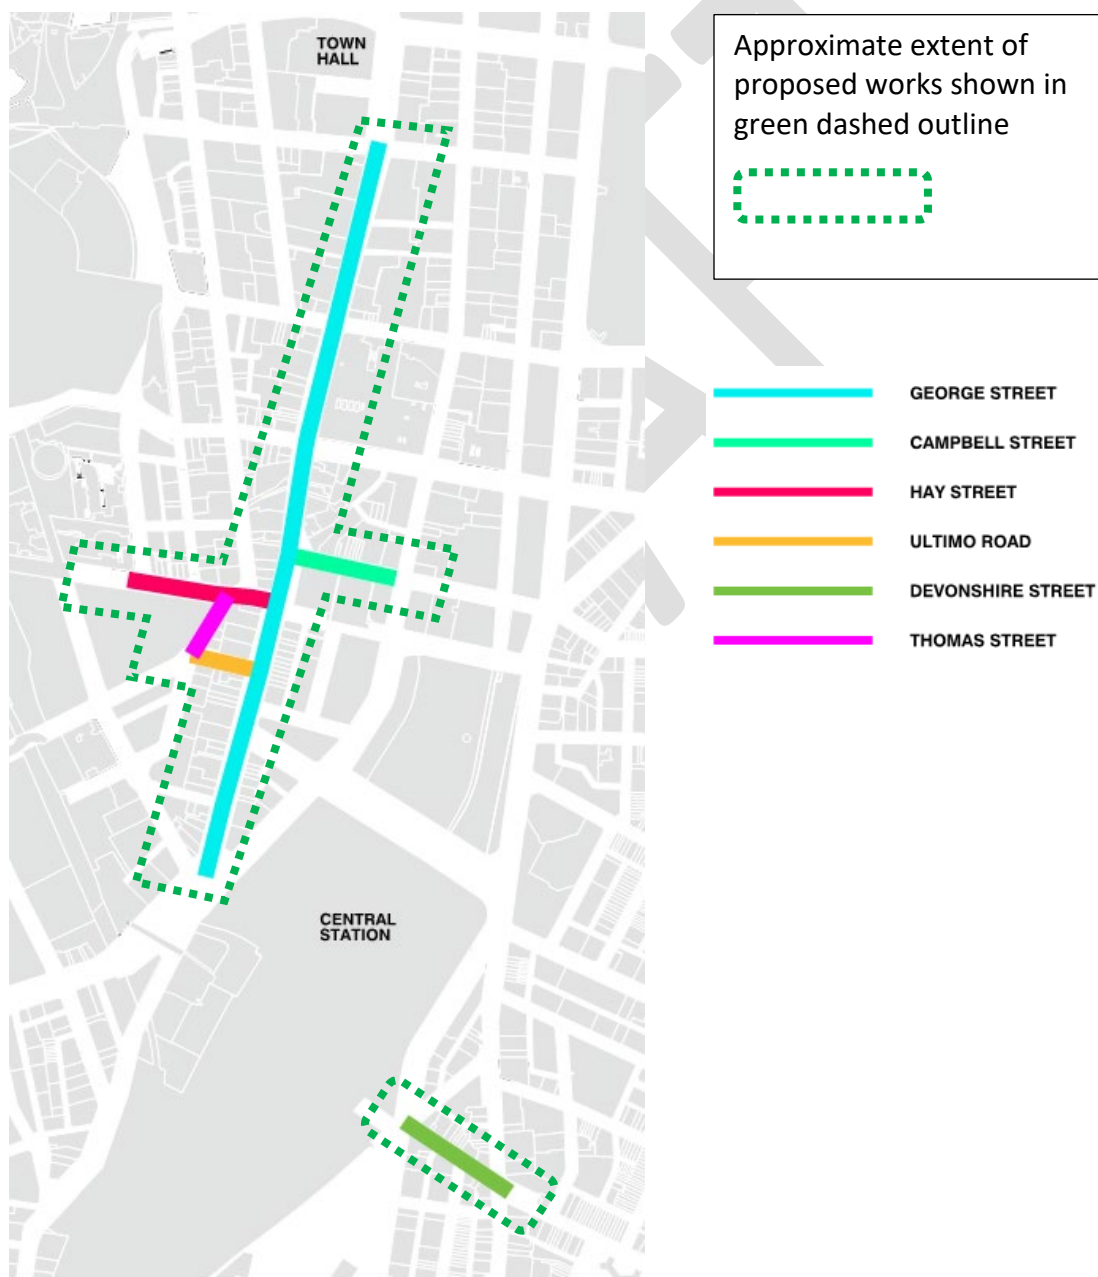 TOWN
HALL
Approximate extent of
proposed works shown in
green dashed outline
GEORGE STREET
CAMPBELL STREET
HAY STREET
ULTIMO ROAD
DEVONSHIRE STREET
THOMAS STREET
CENTRAL
STATION